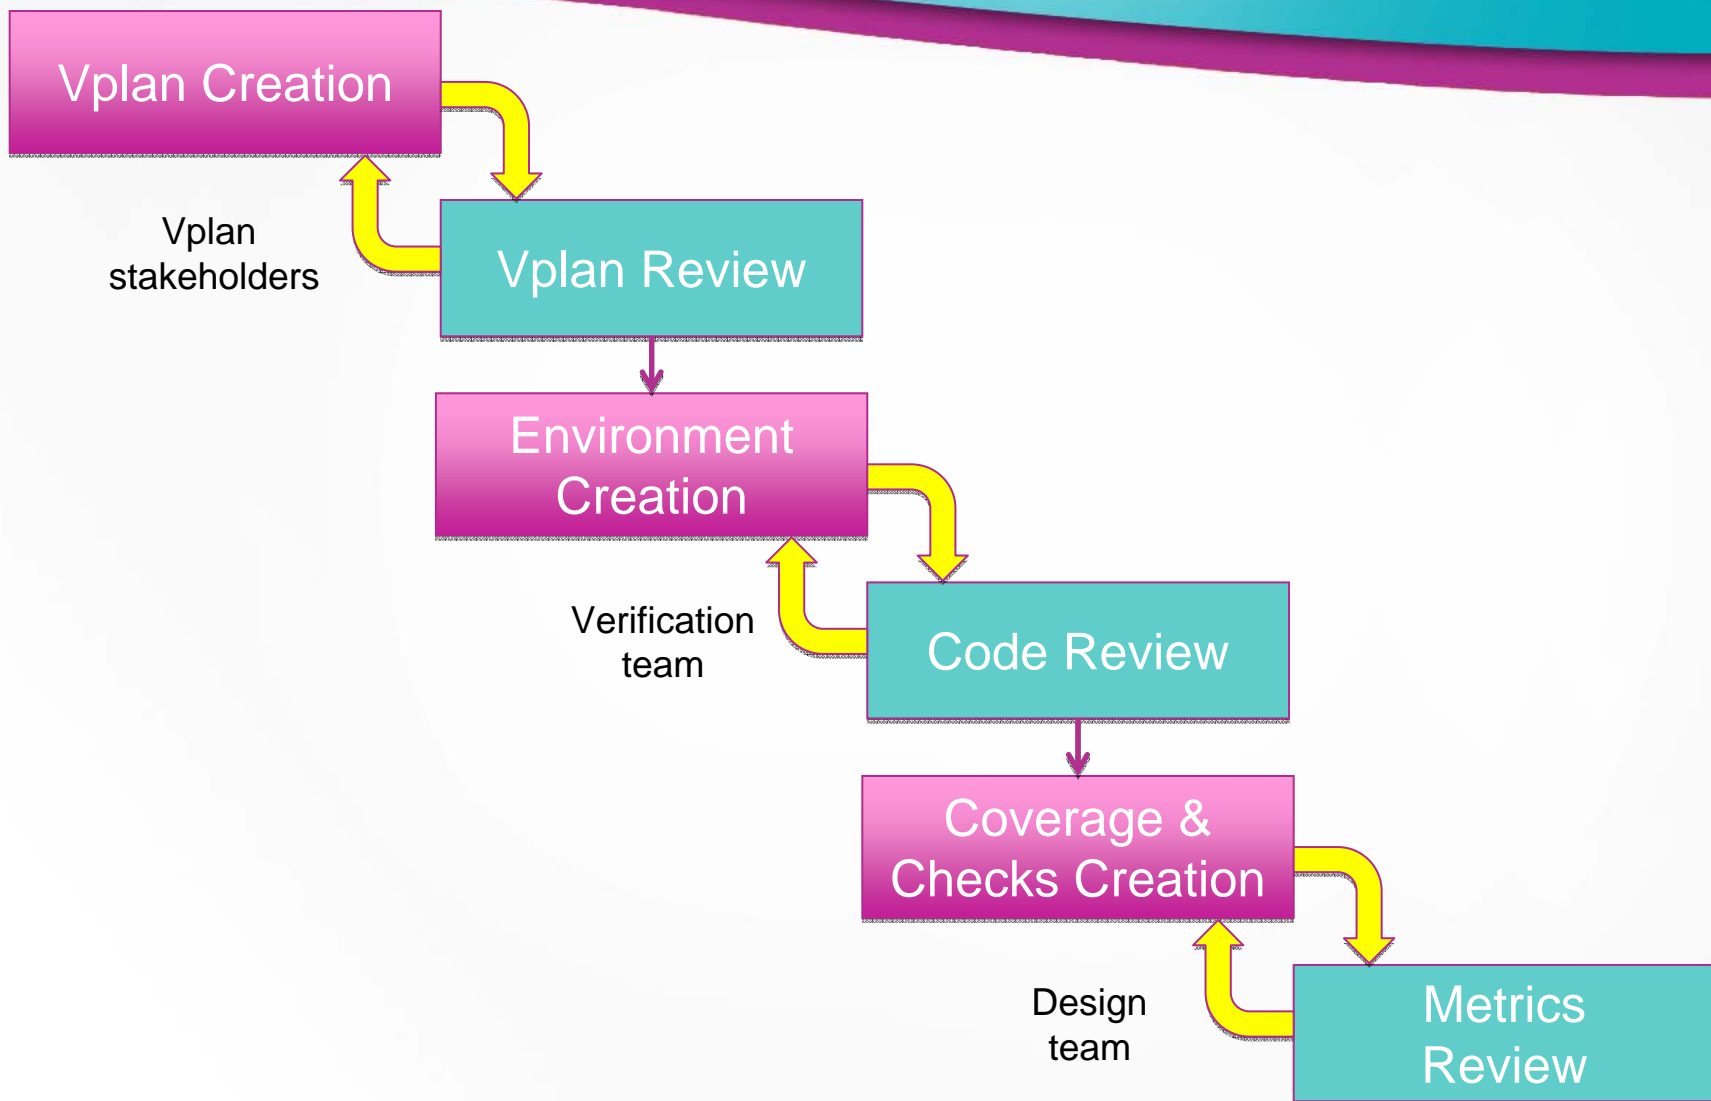 Vplan Creation
Vplan
stakeholders
Vplan Review
Environment
Creation
Verification
team
Code Review
Coverage &
Checks Creation
Design
team
Metrics
Review